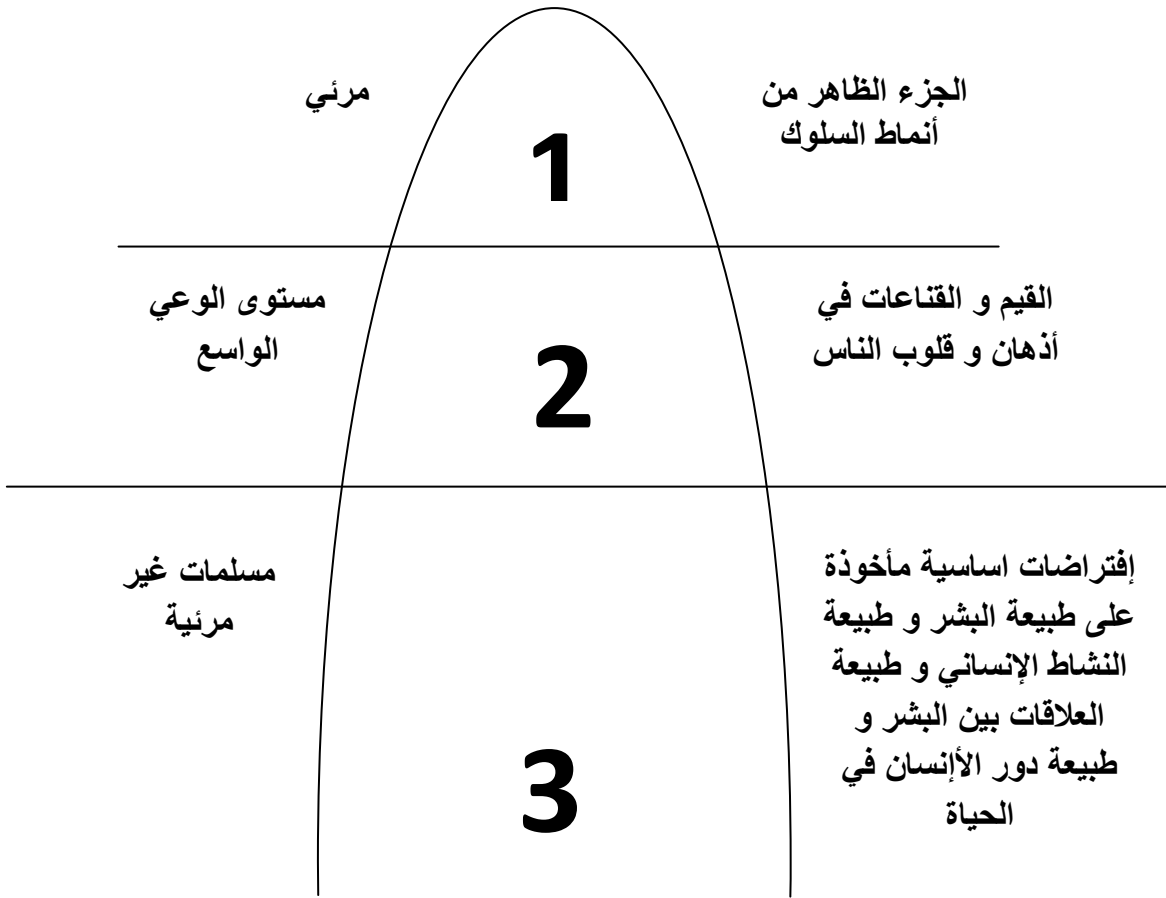 الجزء الظاهر من
أنماط السلوك
1
مرئي
القيم و القناعات في
أذهان و قلوب الناس
2
مستوى الوعي
الواسع
إفتراضات اساسية مأخوذة
على طبيعة البشر و طبيعة
النشاط الإنساني و طبيعة
العلاقات بين البشر و
طبيعة دور الأإنسان في
الحياة
3
مسلمات غير
مرئية